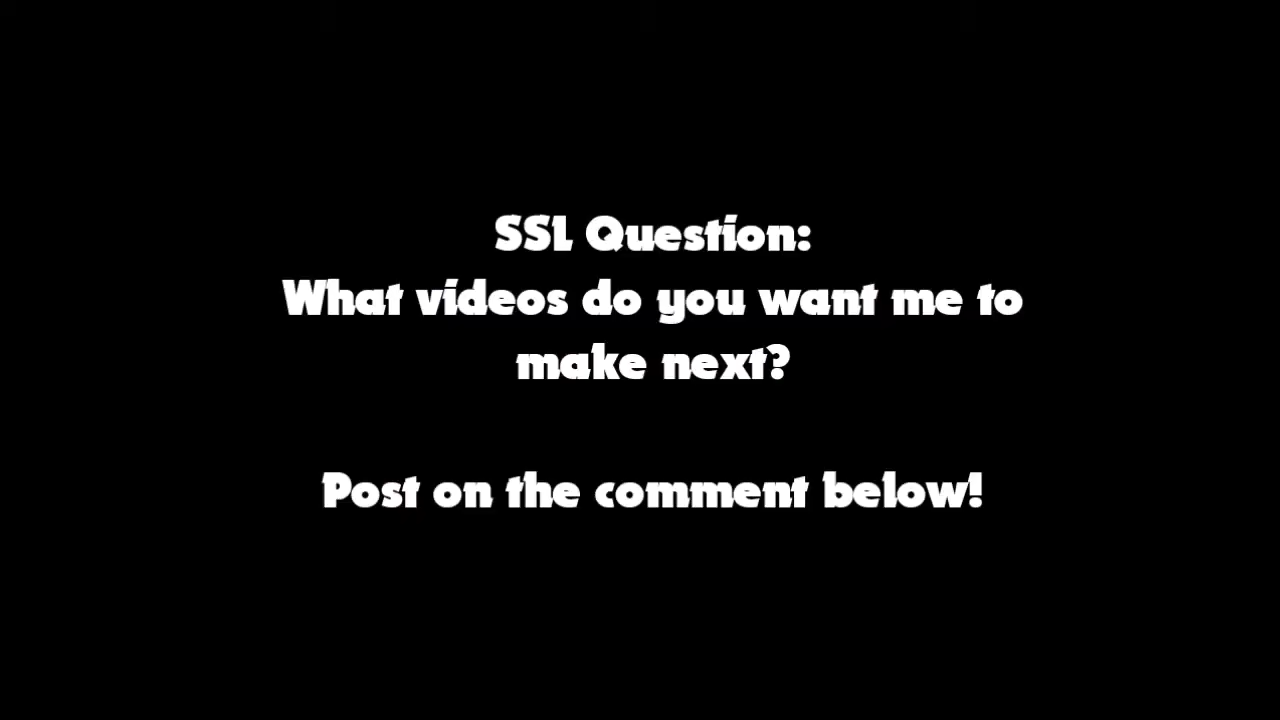 SSL Question:
What videos do you want me to
make next?
Post on the comment below!